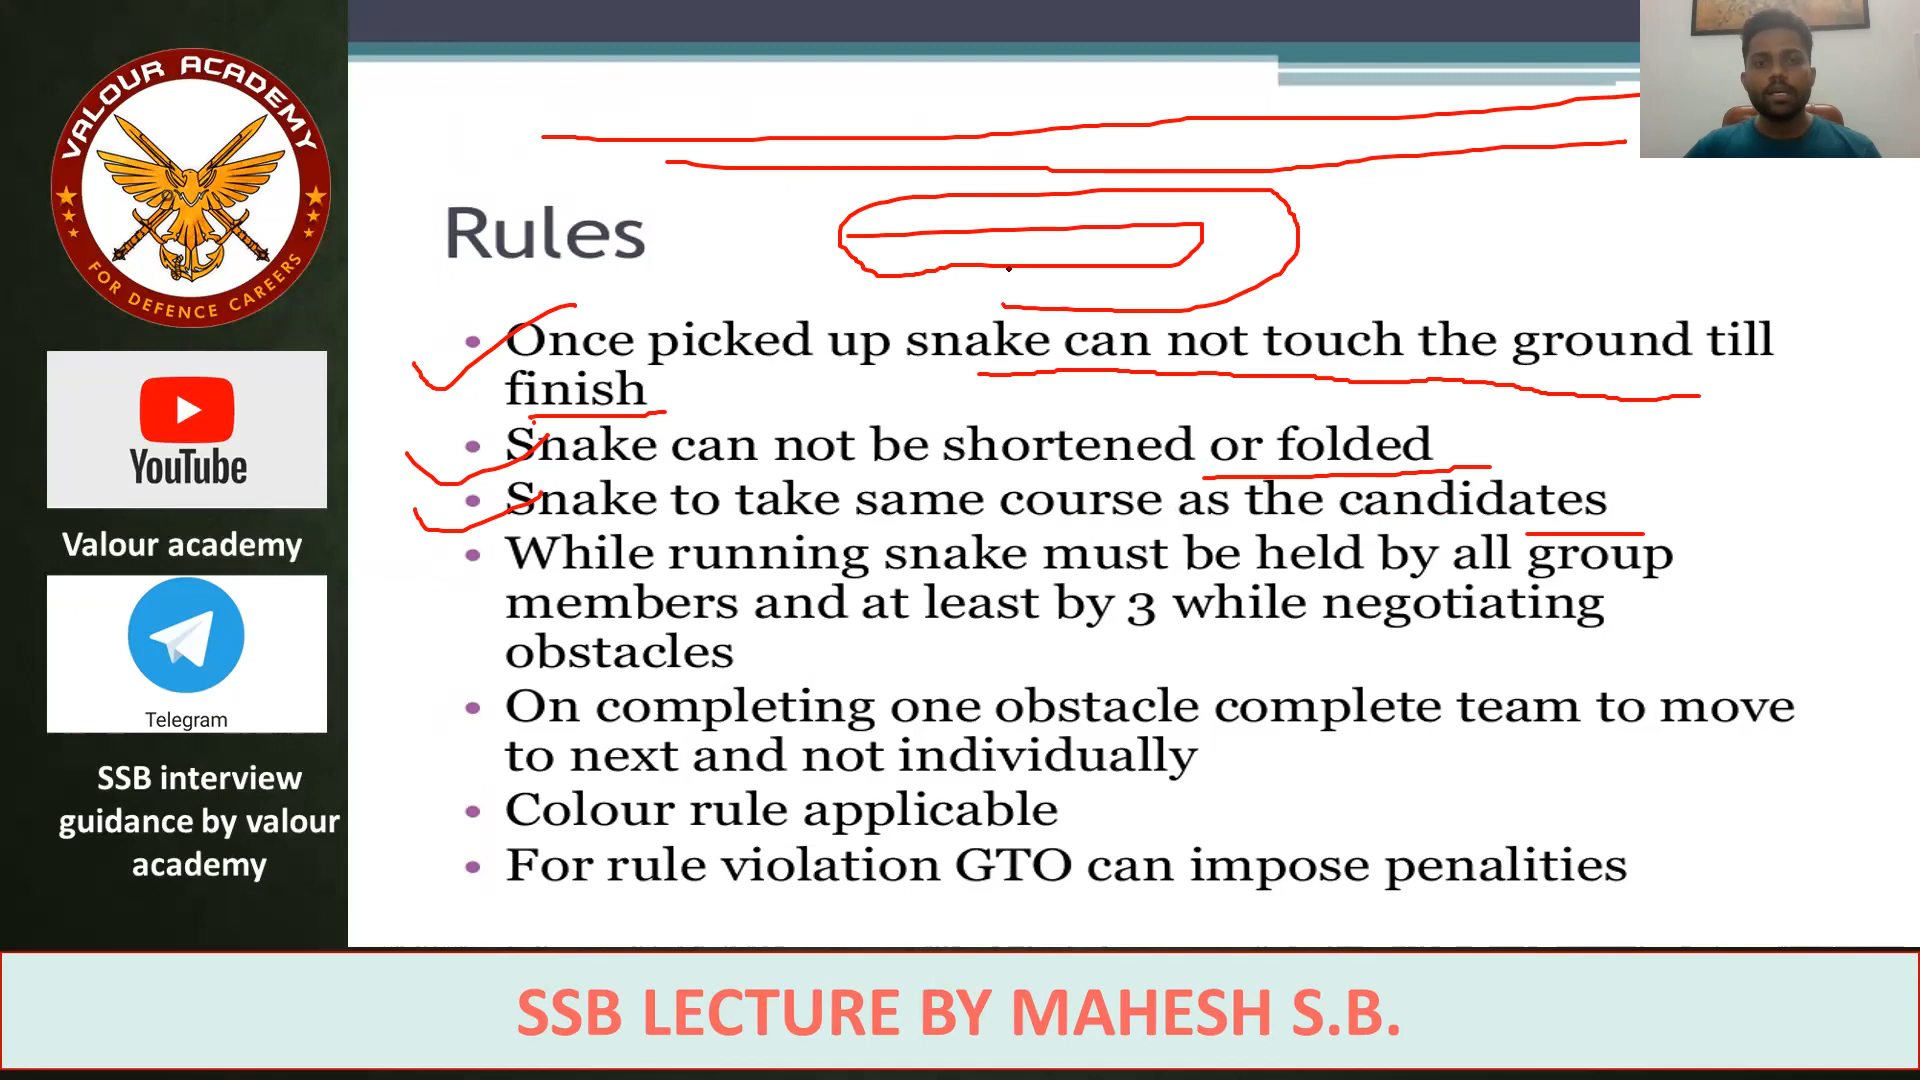 VALOUR ACADEMY
FOR DEFENCE CAREERS
YouTube
Valour academy
Telegram
SSB interview
guidance by valour
academy
Rules
• Once picked up snake can not touch the ground till
finish
• Snake can not be shortened or folded
• Snake to take same course as the candidates
• While running snake must be held by all group
members and at least by 3 while negotiating
obstacles
• On completing one obstacle complete team to move
to next and not individually
• Colour rule applicable
• For rule violation GTO can impose penalities
SSB LECTURE BY MAHESH S.B.